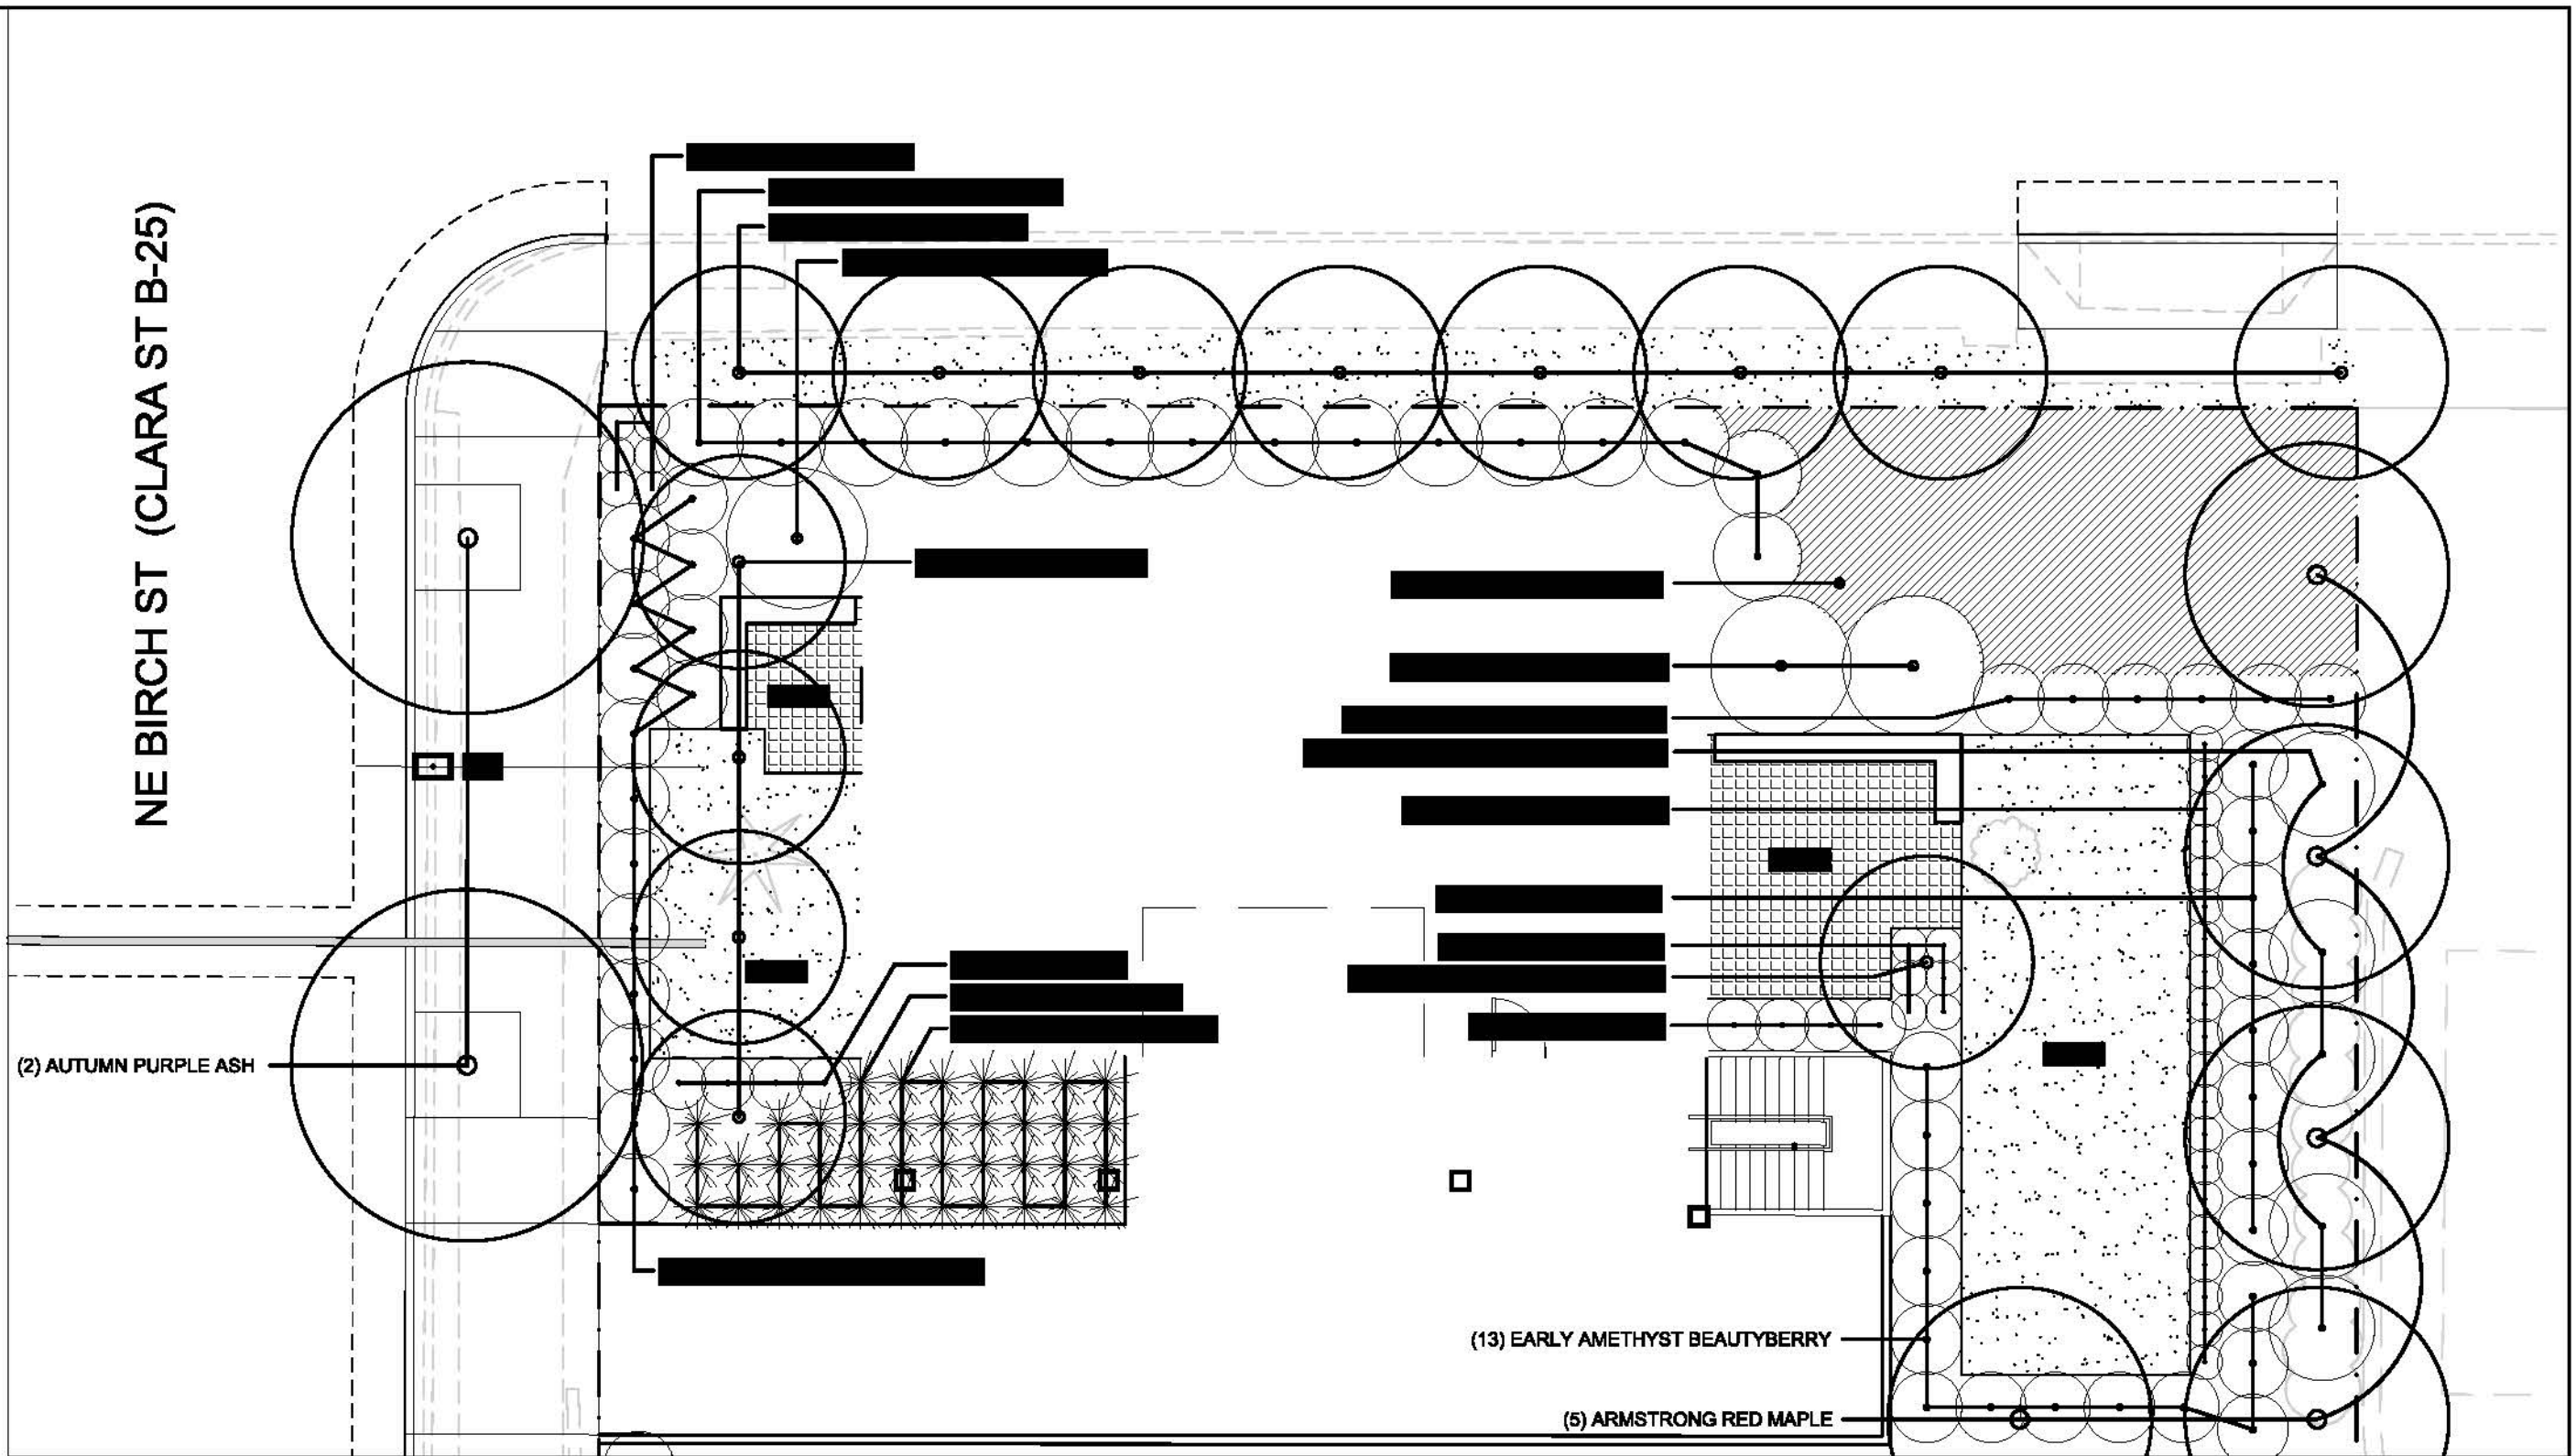 NE BIRCH ST (CLARA ST B-25)
(2) AUTUMN PURPLE ASH
(13) EARLY AMETHYST BEAUTYBERRY
(5) ARMSTRONG RED MAPLE